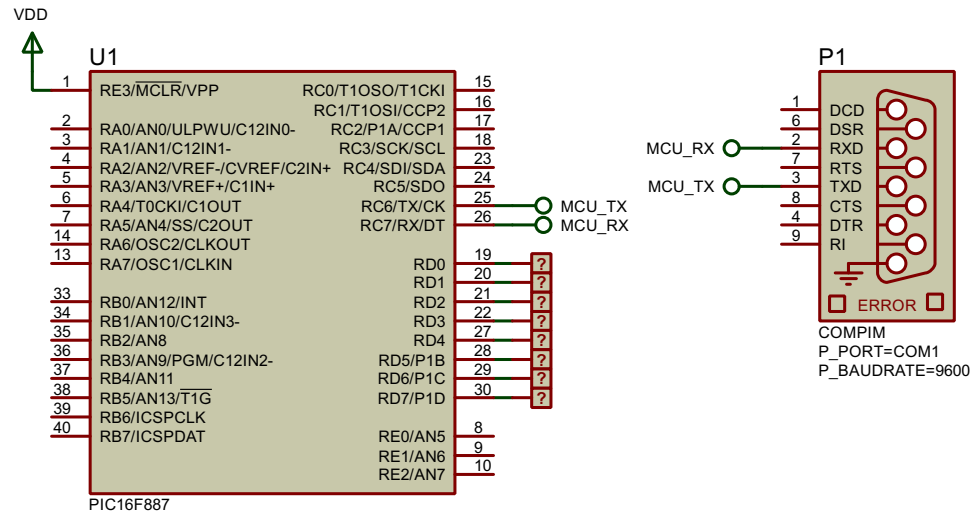 VDD
U1
1 RE3/MCLR/VPP
2 RA0/AN0/ULPWU/C12IN0-
3 RA1/AN1/C12IN1-
4 RA2/AN2/VREF-/CVREF/C2IN+
5 RA3/AN3/VREF+/C1IN+
6 RA4/T0CKI/C1OUT
7 RA5/AN4/SS/C2OUT
14 RA6/OSC2/CLKOUT
13 RA7/OSC1/CLKIN
33 RB0/AN12/INT
34 RB1/AN10/C12IN3-
35 RB2/AN8
36 RB3/AN9/PGM/C12IN2-
37 RB4/AN11
38 RB5/AN13/T1G
39 RB6/ICSPCLK
40 RB7/ICSPDAT
RC0/T1OSO/T1CKI 15
RC1/T1OSI/CCP2 16
RC2/P1A/CCP1 17
RC3/SCK/SCL 18
RC4/SDI/SDA 23
RC5/SDO 24
RC6/TX/CK 25 MCU_TX
RC7/RX/DT 26 MCU_RX
RD0 19 ?
RD1 20 ?
RD2 21 ?
RD3 22 ?
RD4 27 ?
RD5/P1B 28 ?
RD6/P1C 29 ?
RD7/P1D 30 ?
RE0/AN5 8
RE1/AN6 9
RE2/AN7 10
PIC16F887
P1
1 DCD
6 DSR
MCU_RX 2 RXD
7 RTS
MCU_TX 3 TXD
8 CTS
4 DTR
9 RI
ERROR
COMPIM
P_PORT=COM1
P_BAUDRATE=9600